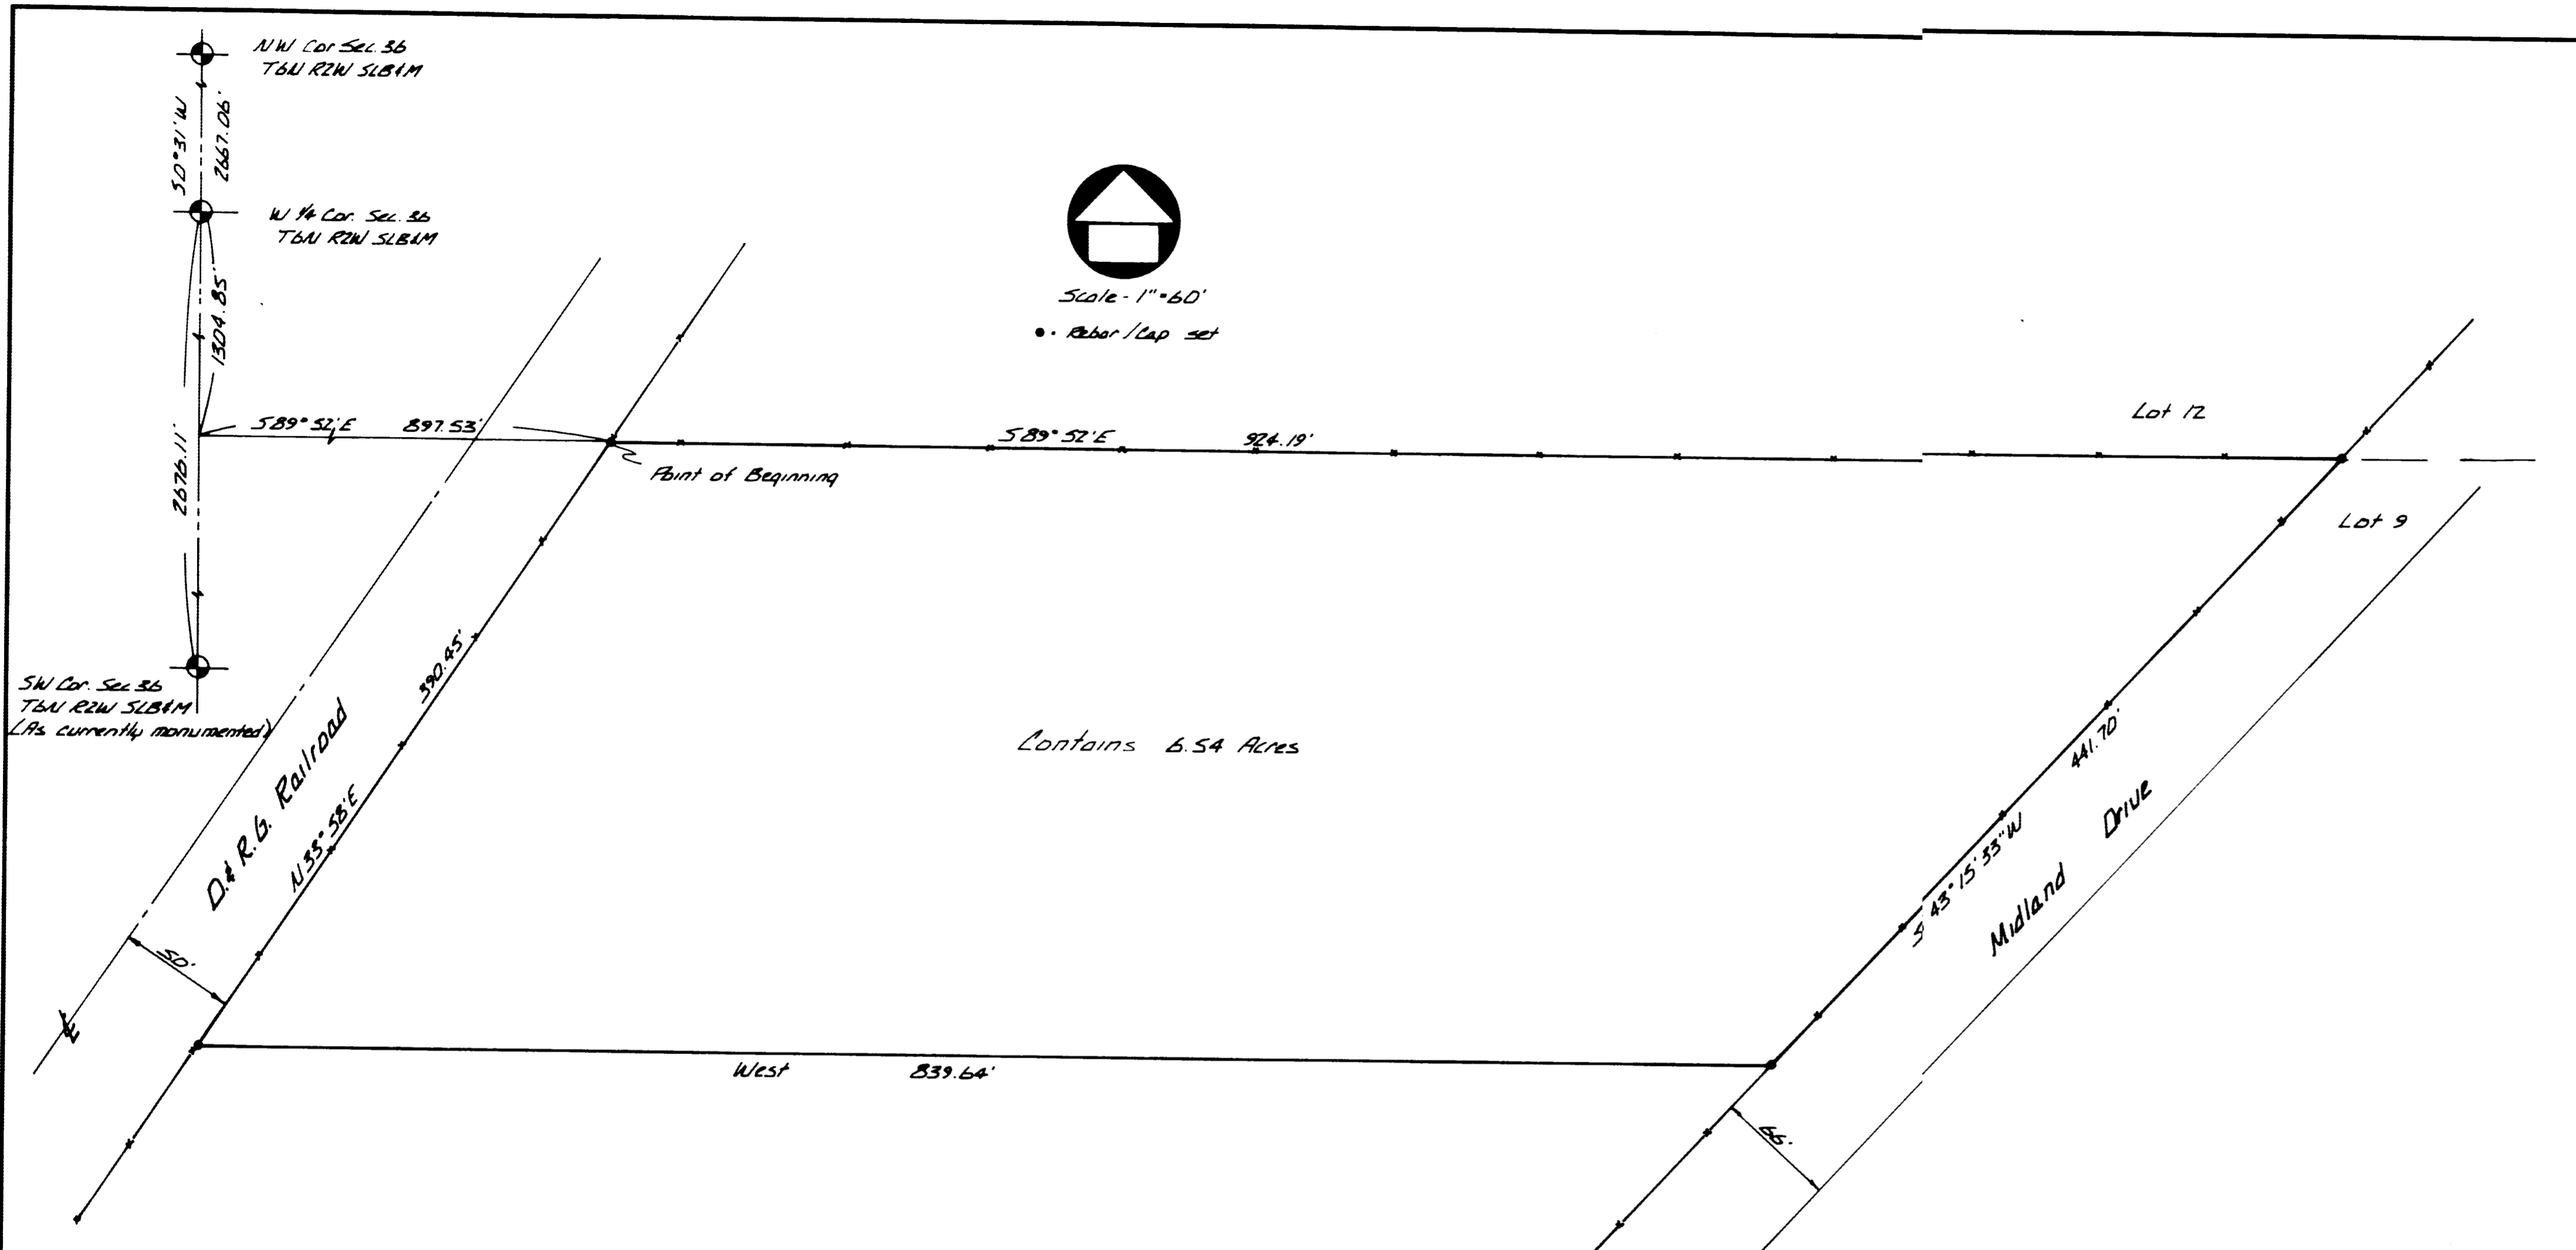 NW Cor Sec. 36
T6N R2W SLB&M
S0°31'W
2667.06'
W 1/4 Cor. Sec. 36
T6N R2W SLB&M
1304.85'
2676.11'
SW Cor. Sec 36
T6N R2W SLB&M
(As currently monumented)
Scale - 1"=60'
• Rebar/Cap set
S89°52'E 897.53'
Point of Beginning
S89°52'E 924.19'
Lot 12
Lot 9
D.& R.G. Railroad
N33°58'E
390.45'
50'
Contains 6.54 Acres
441.70'
S 43°15'33"W
Midland Drive
66'
West 839.64'